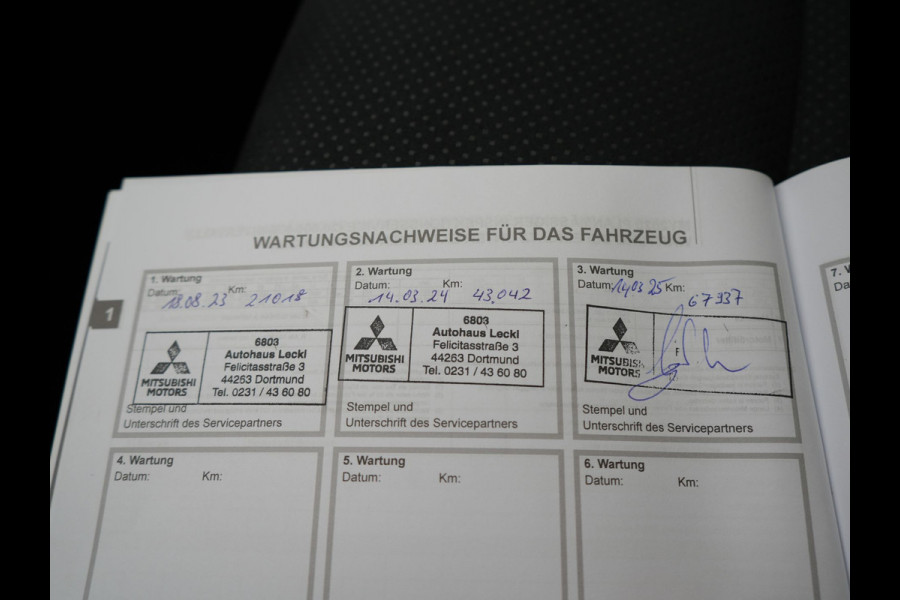 WARTUNGSNACHWEISE FÜR DAS FAHRZEUG
1
1. Wartung
Datum: Km:
18.08.23 21018
6803
Autohaus Leckl
Felicitasstraße 3
44263 Dortmund
Tel. 0231 / 43 60 80
MITSUBISHI
MOTORS
Stempel und
Unterschrift des Servicepartners
2. Wartung
Datum: Km:
14.03.24 43.042
6803
Autohaus Leckl
Felicitasstraße 3
44263 Dortmund
Tel. 0231 / 43 60 80
MITSUBISHI
MOTORS
Stempel und
Unterschrift des Servicepartners
3. Wartung
Datum: 14.03.25 Km:
67937
MITSUBISHI
MOTORS
F
Stempel und
Unterschrift des Servicepartners
7.
4. Wartung
Datum: Km:
5. Wartung
Datum: Km:
6. Wartung
Datum: Km: